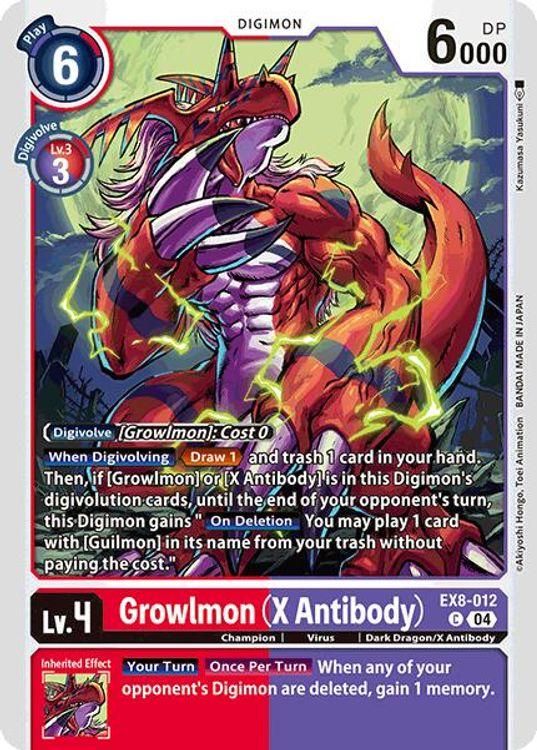 DIGIMON
Play
6
DP
6000
Digivolve
Lv.3
3
Kazumasa Yasukuni
BANDAI MADE IN JAPAN
©Akiyoshi Hongo, Toei Animation
Digivolve [Growlmon]: Cost 0
When Digivolving Draw 1 and trash 1 card in your hand.
Then, if [Growlmon] or [X Antibody] is in this Digimon's
digivolution cards, until the end of your opponent's turn,
this Digimon gains " On Deletion You may play 1 card
with [Guilmon] in its name from your trash without
paying the cost."
Lv.4
Growlmon (X Antibody)
EX8-012
C 04
Champion | Virus | Dark Dragon/X Antibody
Inherited Effect
Your Turn Once Per Turn When any of your
opponent's Digimon are deleted, gain 1 memory.